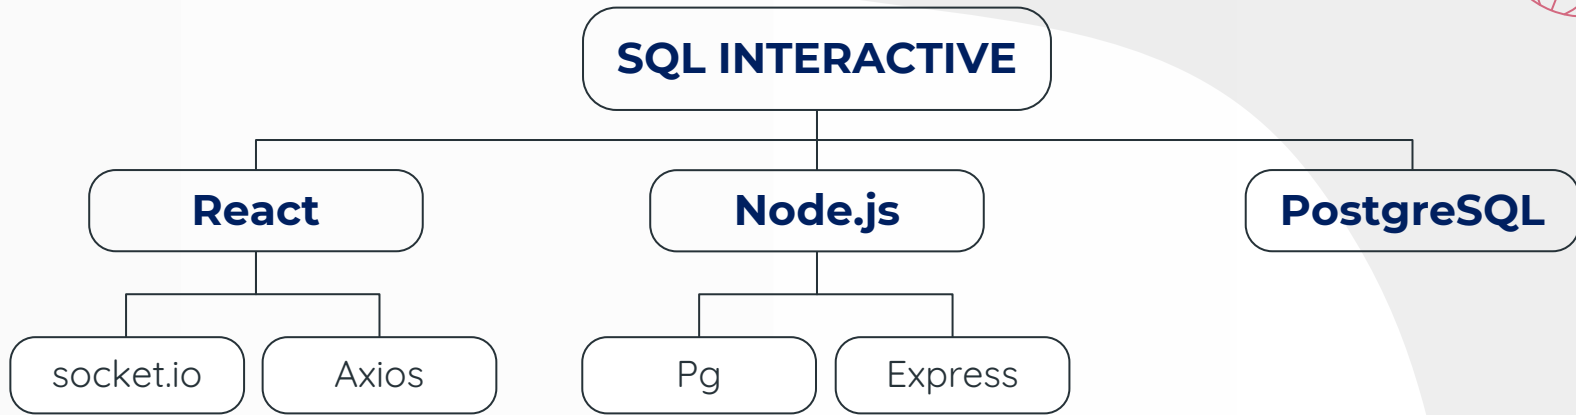 SQL INTERACTIVE
React
Node.js
PostgreSQL
socket.io
Axios
Pg
Express